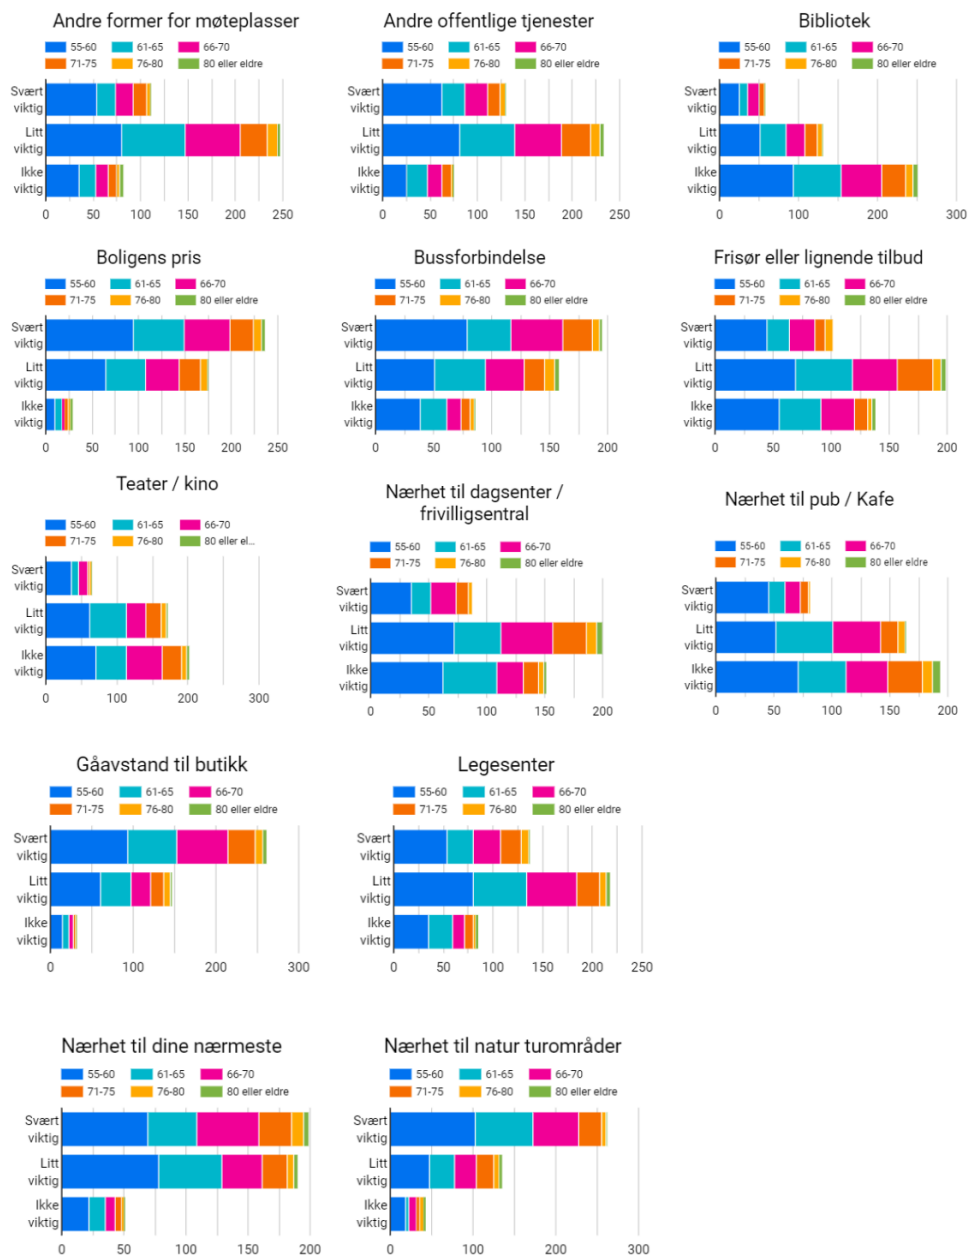 Andre former for møteplasser
55-60 61-65 66-70
71-75 76-80 80 eller eldre
Svært
viktig
Litt
viktig
Ikke
viktig
0 50 100 150 200 250
Andre offentlige tjenester
55-60 61-65 66-70
71-75 76-80 80 eller eldre
Svært
viktig
Litt
viktig
Ikke
viktig
0 50 100 150 200 250
Bibliotek
55-60 61-65 66-70
71-75 76-80 80 eller eldre
Svært
viktig
Litt
viktig
Ikke
viktig
0 100 200 300
Boligens pris
55-60 61-65 66-70
71-75 76-80 80 eller eldre
Svært
viktig
Litt
viktig
Ikke
viktig
0 50 100 150 200 250
Bussforbindelse
55-60 61-65 66-70
71-75 76-80 80 eller eldre
Svært
viktig
Litt
viktig
Ikke
viktig
0 50 100 150 200
Frisør eller lignende tilbud
55-60 61-65 66-70
71-75 76-80 80 eller eldre
Svært
viktig
Litt
viktig
Ikke
viktig
0 50 100 150 200
Teater / kino
55-60 61-65 66-70
71-75 76-80 80 eller el...
Svært
viktig
Litt
viktig
Ikke
viktig
0 100 200 300
Nærhet til dagsenter /
frivilligsentral
55-60 61-65 66-70
71-75 76-80 80 eller eldre
Svært
viktig
Litt
viktig
Ikke
viktig
0 50 100 150 200
Nærhet til pub / Kafe
55-60 61-65 66-70
71-75 76-80 80 eller eldre
Svært
viktig
Litt
viktig
Ikke
viktig
0 50 100 150 200
Gåavstand til butikk
55-60 61-65 66-70
71-75 76-80 80 eller eldre
Svært
viktig
Litt
viktig
Ikke
viktig
0 100 200 300
Legesenter
55-60 61-65 66-70
71-75 76-80 80 eller eldre
Svært
viktig
Litt
viktig
Ikke
viktig
0 50 100 150 200 250
Nærhet til dine nærmeste
55-60 61-65 66-70
71-75 76-80 80 eller eldre
Svært
viktig
Litt
viktig
Ikke
viktig
0 50 100 150 200
Nærhet til natur turområder
55-60 61-65 66-70
71-75 76-80 80 eller eldre
Svært
viktig
Litt
viktig
Ikke
viktig
0 100 200 300